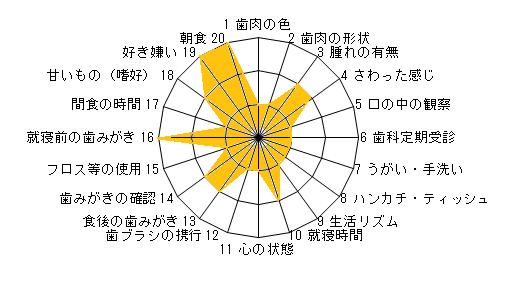 1 歯肉の色
2 歯肉の形状
3 腫れの有無
4 さわった感じ
5 口の中の観察
6 歯科定期受診
7 うがい・手洗い
8 ハンカチ・ティッシュ
9 生活リズム
10 就寝時間
11 心の状態
歯ブラシの携行 12
食後の歯みがき 13
歯みがきの確認 14
フロス等の使用 15
就寝前の歯みがき 16
間食の時間 17
甘いもの（嗜好） 18
好き嫌い 19
朝食 20